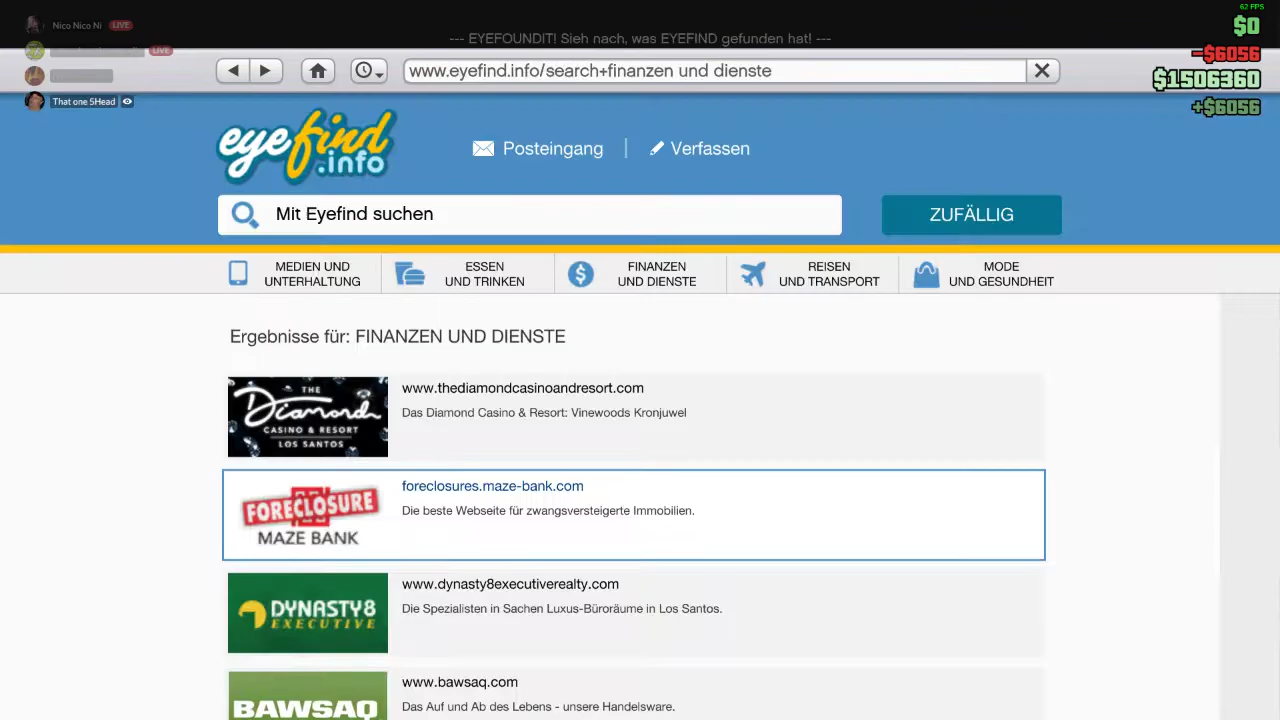 62 FPS
Nico Nico Ni LIVE
LIVE
That one 5Head
$0
-$6056
$1506360
+$6056
--- EYEFOUNDIT! Sieh nach, was EYEFIND gefunden hat! ---
www.eyefind.info/search+finanzen und dienste
eyefind.info
Posteingang
Verfassen
Mit Eyefind suchen
ZUFÄLLIG
MEDIEN UND
UNTERHALTUNG
ESSEN
UND TRINKEN
FINANZEN
UND DIENSTE
REISEN
UND TRANSPORT
MODE
UND GESUNDHEIT
Ergebnisse für: FINANZEN UND DIENSTE
THE
Diamond
CASINO & RESORT
LOS SANTOS
www.thediamondcasinoandresort.com
Das Diamond Casino & Resort: Vinewoods Kronjuwel
FORECLOSURE
MAZE BANK
foreclosures.maze-bank.com
Die beste Webseite für zwangsversteigerte Immobilien.
DYNASTY8
EXECUTIVE
www.dynasty8executiverealty.com
Die Spezialisten in Sachen Luxus-Büroräume in Los Santos.
BAWSAQ
www.bawsaq.com
Das Auf und Ab des Lebens - unsere Handelsware.